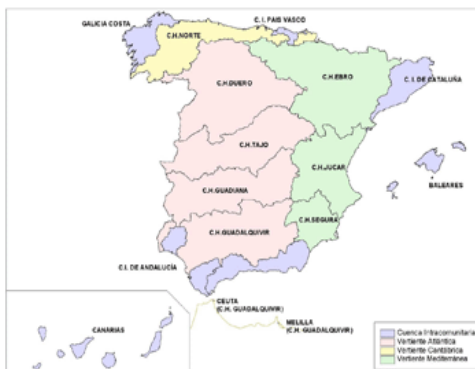 GALICIA COSTA
C. I. PAIS VASCO
C.H.NORTE
C.H.DUERO
C.H.EBRO
C. I. DE CATALUÑA
C.H.TAJO
C.H.JUCAR
BALEARES
C.H.GUADIANA
C.H.SEGURA
C.H.GUADALQUIVIR
C.I. DE ANDALUCÍA
CEUTA
(C.H. GUADALQUIVIR)
MELILLA
(C.H. GUADALQUIVIR)
CANARIAS
Cuenca Intracomunitaria
Vertiente Atlántica
Vertiente Cantábrica
Vertiente Mediterránea